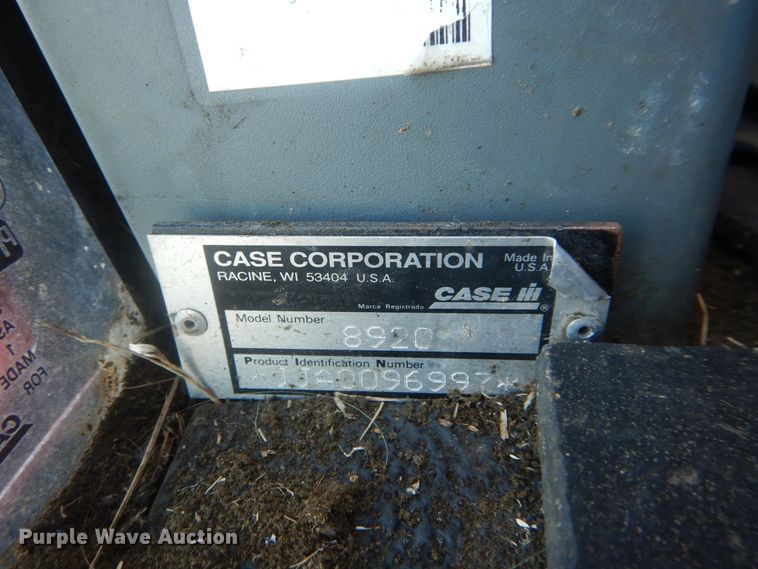 CASE CORPORATION
RACINE, WI 53404 U.S.A.
Made In
U.S.A.
CASE IH
®
Marca Registrada
Model Number
8920
Product Identification Number
JJA0096997*
MADE
FOR
Purple Wave Auction